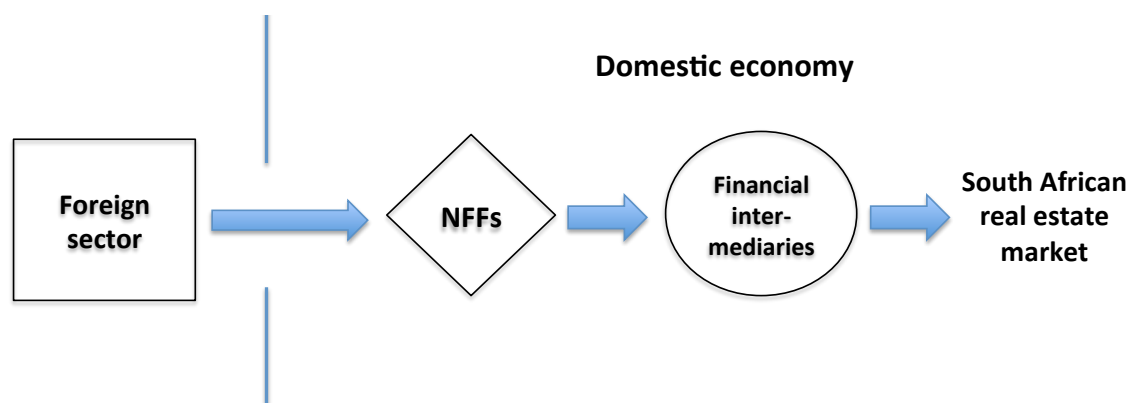 Domestic economy
Foreign
sector
NFFs
Financial
inter-
mediaries
South African
real estate
market